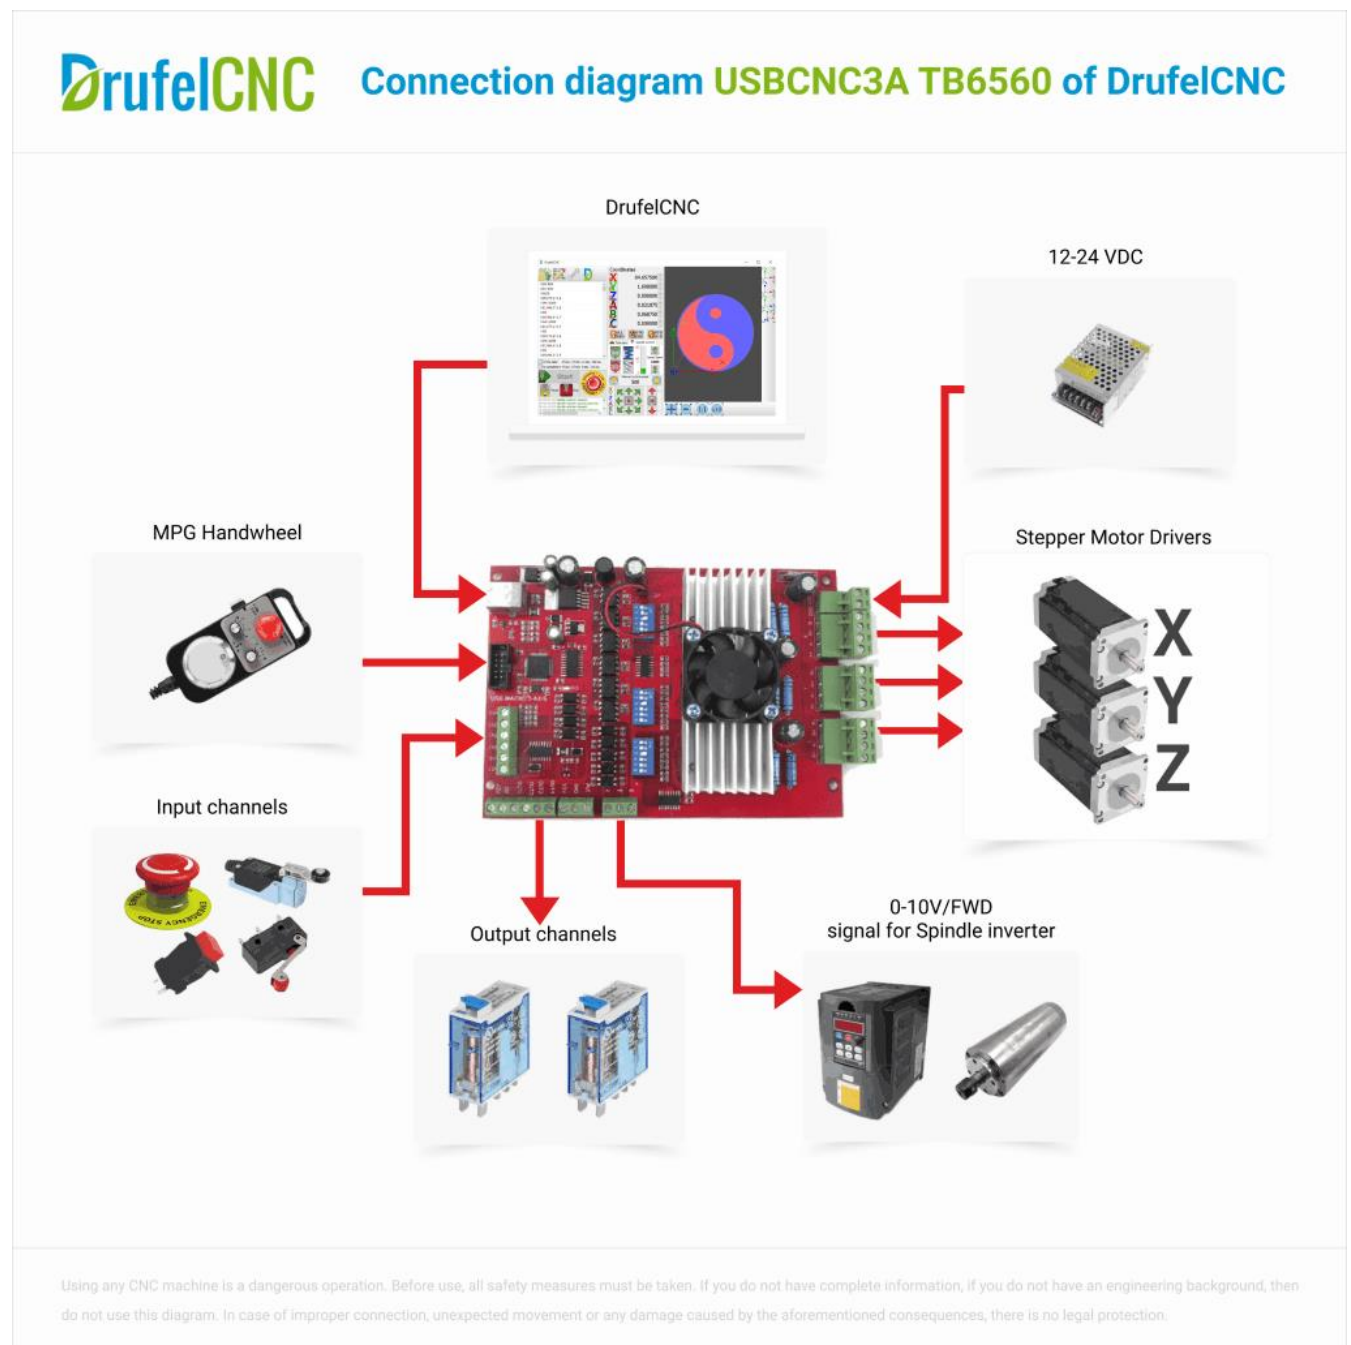 DrufelCNC
Connection diagram USBCNC3A TB6560 of DrufelCNC
DrufelCNC
12-24 VDC
Coordinates
X
Y
Z
A
B
C
MPG Handwheel
Stepper Motor Drivers
X
Y
Z
Input channels
EMERGENCY STOP
Output channels
0-10V/FWD
signal for Spindle inverter
Using any CNC machine is a dangerous operation. Before use, all safety measures must be taken. If you do not have complete information, if you do not have an engineering background, then
do not use this diagram. In case of improper connection, unexpected movement or any damage caused by the aforementioned consequences, there is no legal protection.